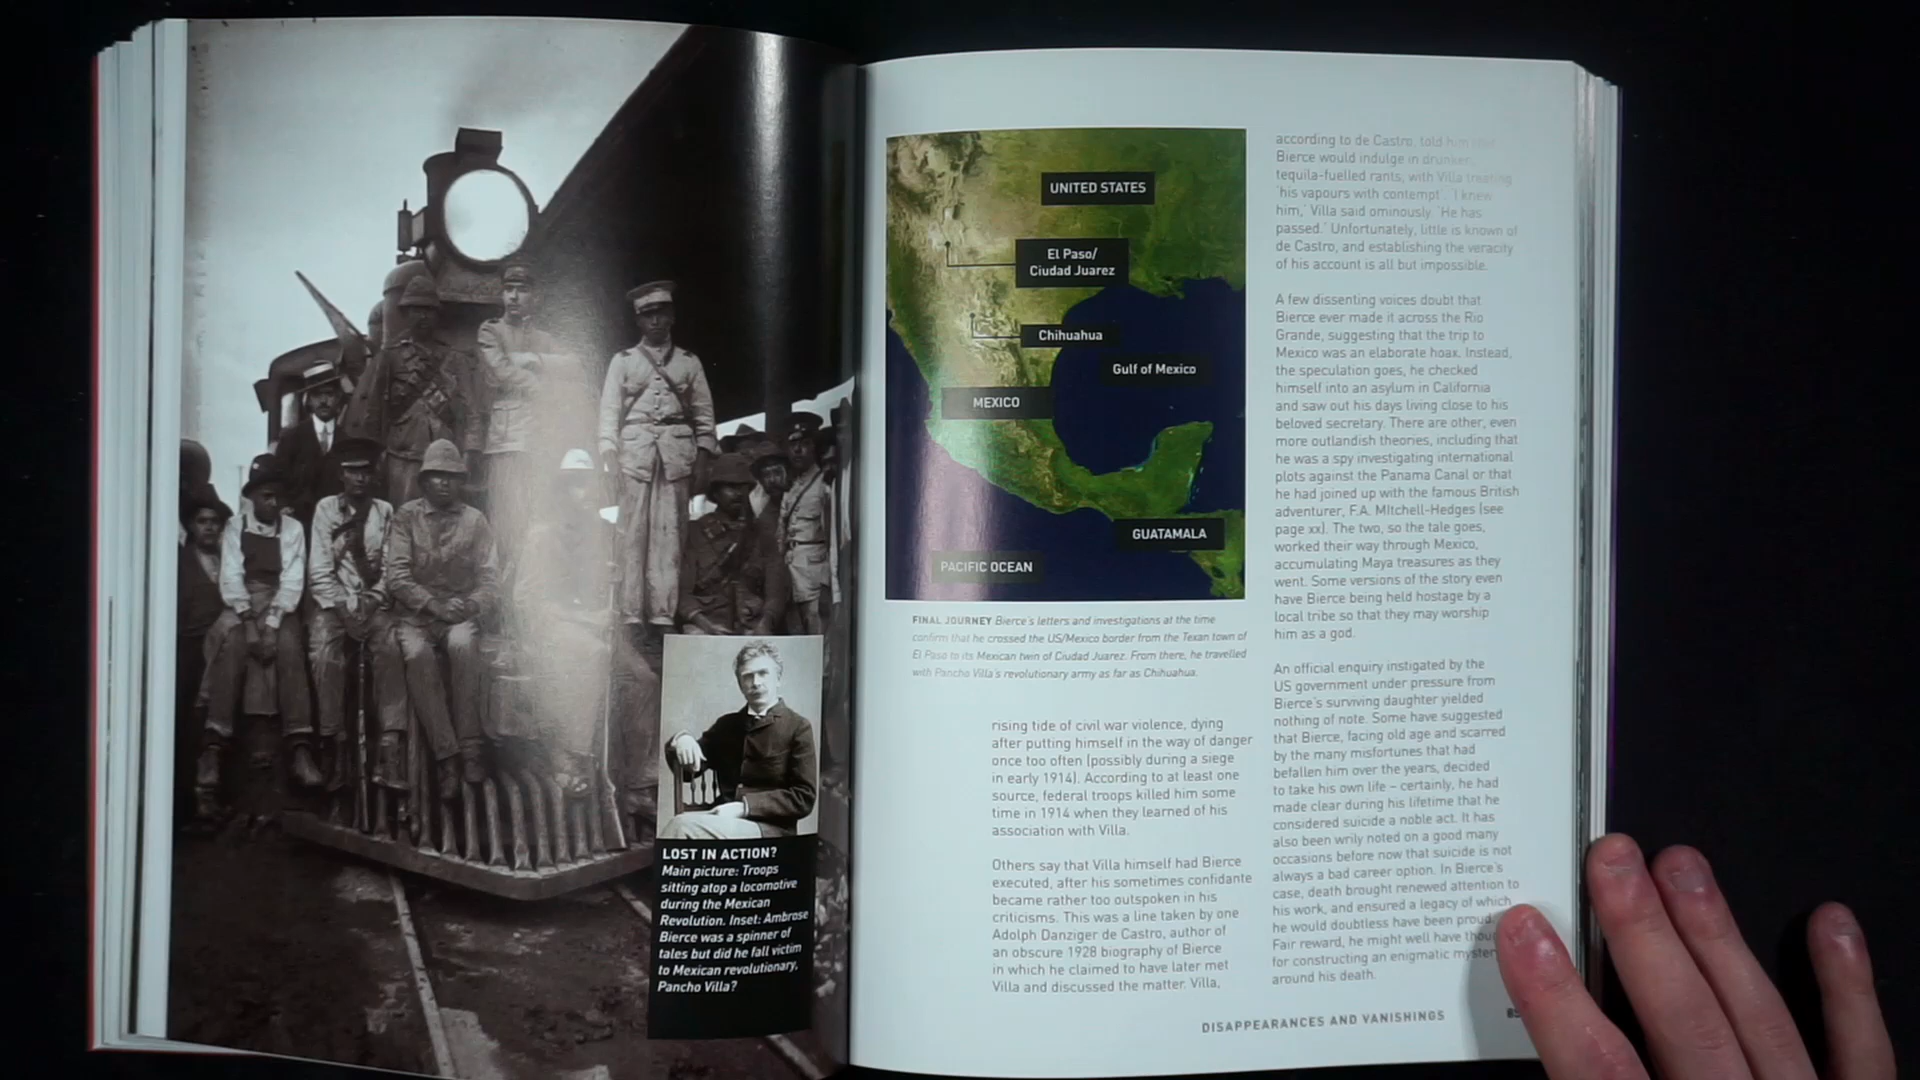 LOST IN ACTION?
Main picture: Troops
sitting atop a locomotive
during the Mexican
Revolution. Inset: Ambrose
Bierce was a spinner of
tales but did he fall victim
to Mexican revolutionary,
Pancho Villa?
UNITED STATES
El Paso/
Ciudad Juarez
Chihuahua
Gulf of Mexico
MEXICO
GUATAMALA
PACIFIC OCEAN
FINAL JOURNEY Bierce's letters and investigations at the time
confirm that he crossed the US/Mexico border from the Texan town of
El Paso to its Mexican twin of Ciudad Juarez. From there, he travelled
with Pancho Villa's revolutionary army as far as Chihuahua.
rising tide of civil war violence, dying
after putting himself in the way of danger
once too often (possibly during a siege
in early 1914). According to at least one
source, federal troops killed him some
time in 1914 when they learned of his
association with Villa.
Others say that Villa himself had Bierce
executed, after his sometimes confidante
became rather too outspoken in his
criticisms. This was a line taken by one
Adolph Danziger de Castro, author of
an obscure 1928 biography of Bierce
in which he claimed to have later met
Villa and discussed the matter. Villa,
according to de Castro, told him
Bierce would indulge in drunken,
tequila-fuelled rants, with Villa treating
'his vapours with contempt'. 'I knew
him,' Villa said ominously. 'He has
passed.' Unfortunately, little is known of
de Castro, and establishing the veracity
of his account is all but impossible.
A few dissenting voices doubt that
Bierce ever made it across the Rio
Grande, suggesting that the trip to
Mexico was an elaborate hoax. Instead,
the speculation goes, he checked
himself into an asylum in California
and saw out his days living close to his
beloved secretary. There are other, even
more outlandish theories, including that
he was a spy investigating international
plots against the Panama Canal or that
he had joined up with the famous British
adventurer, F.A. MItchell-Hedges (see
page xx). The two, so the tale goes,
worked their way through Mexico,
accumulating Maya treasures as they
went. Some versions of the story even
have Bierce being held hostage by a
local tribe so that they may worship
him as a god.
An official enquiry instigated by the
US government under pressure from
Bierce's surviving daughter yielded
nothing of note. Some have suggested
that Bierce, facing old age and scarred
by the many misfortunes that had
befallen him over the years, decided
to take his own life – certainly, he had
made clear during his lifetime that he
considered suicide a noble act. It has
also been wrily noted on a good many
occasions before now that suicide is not
always a bad career option. In Bierce's
case, death brought renewed attention to
his work, and ensured a legacy of which
he would doubtless have been proud.
Fair reward, he might well have
for constructing an enigmatic
around his death.
DISAPPEARANCES AND VANISHINGS